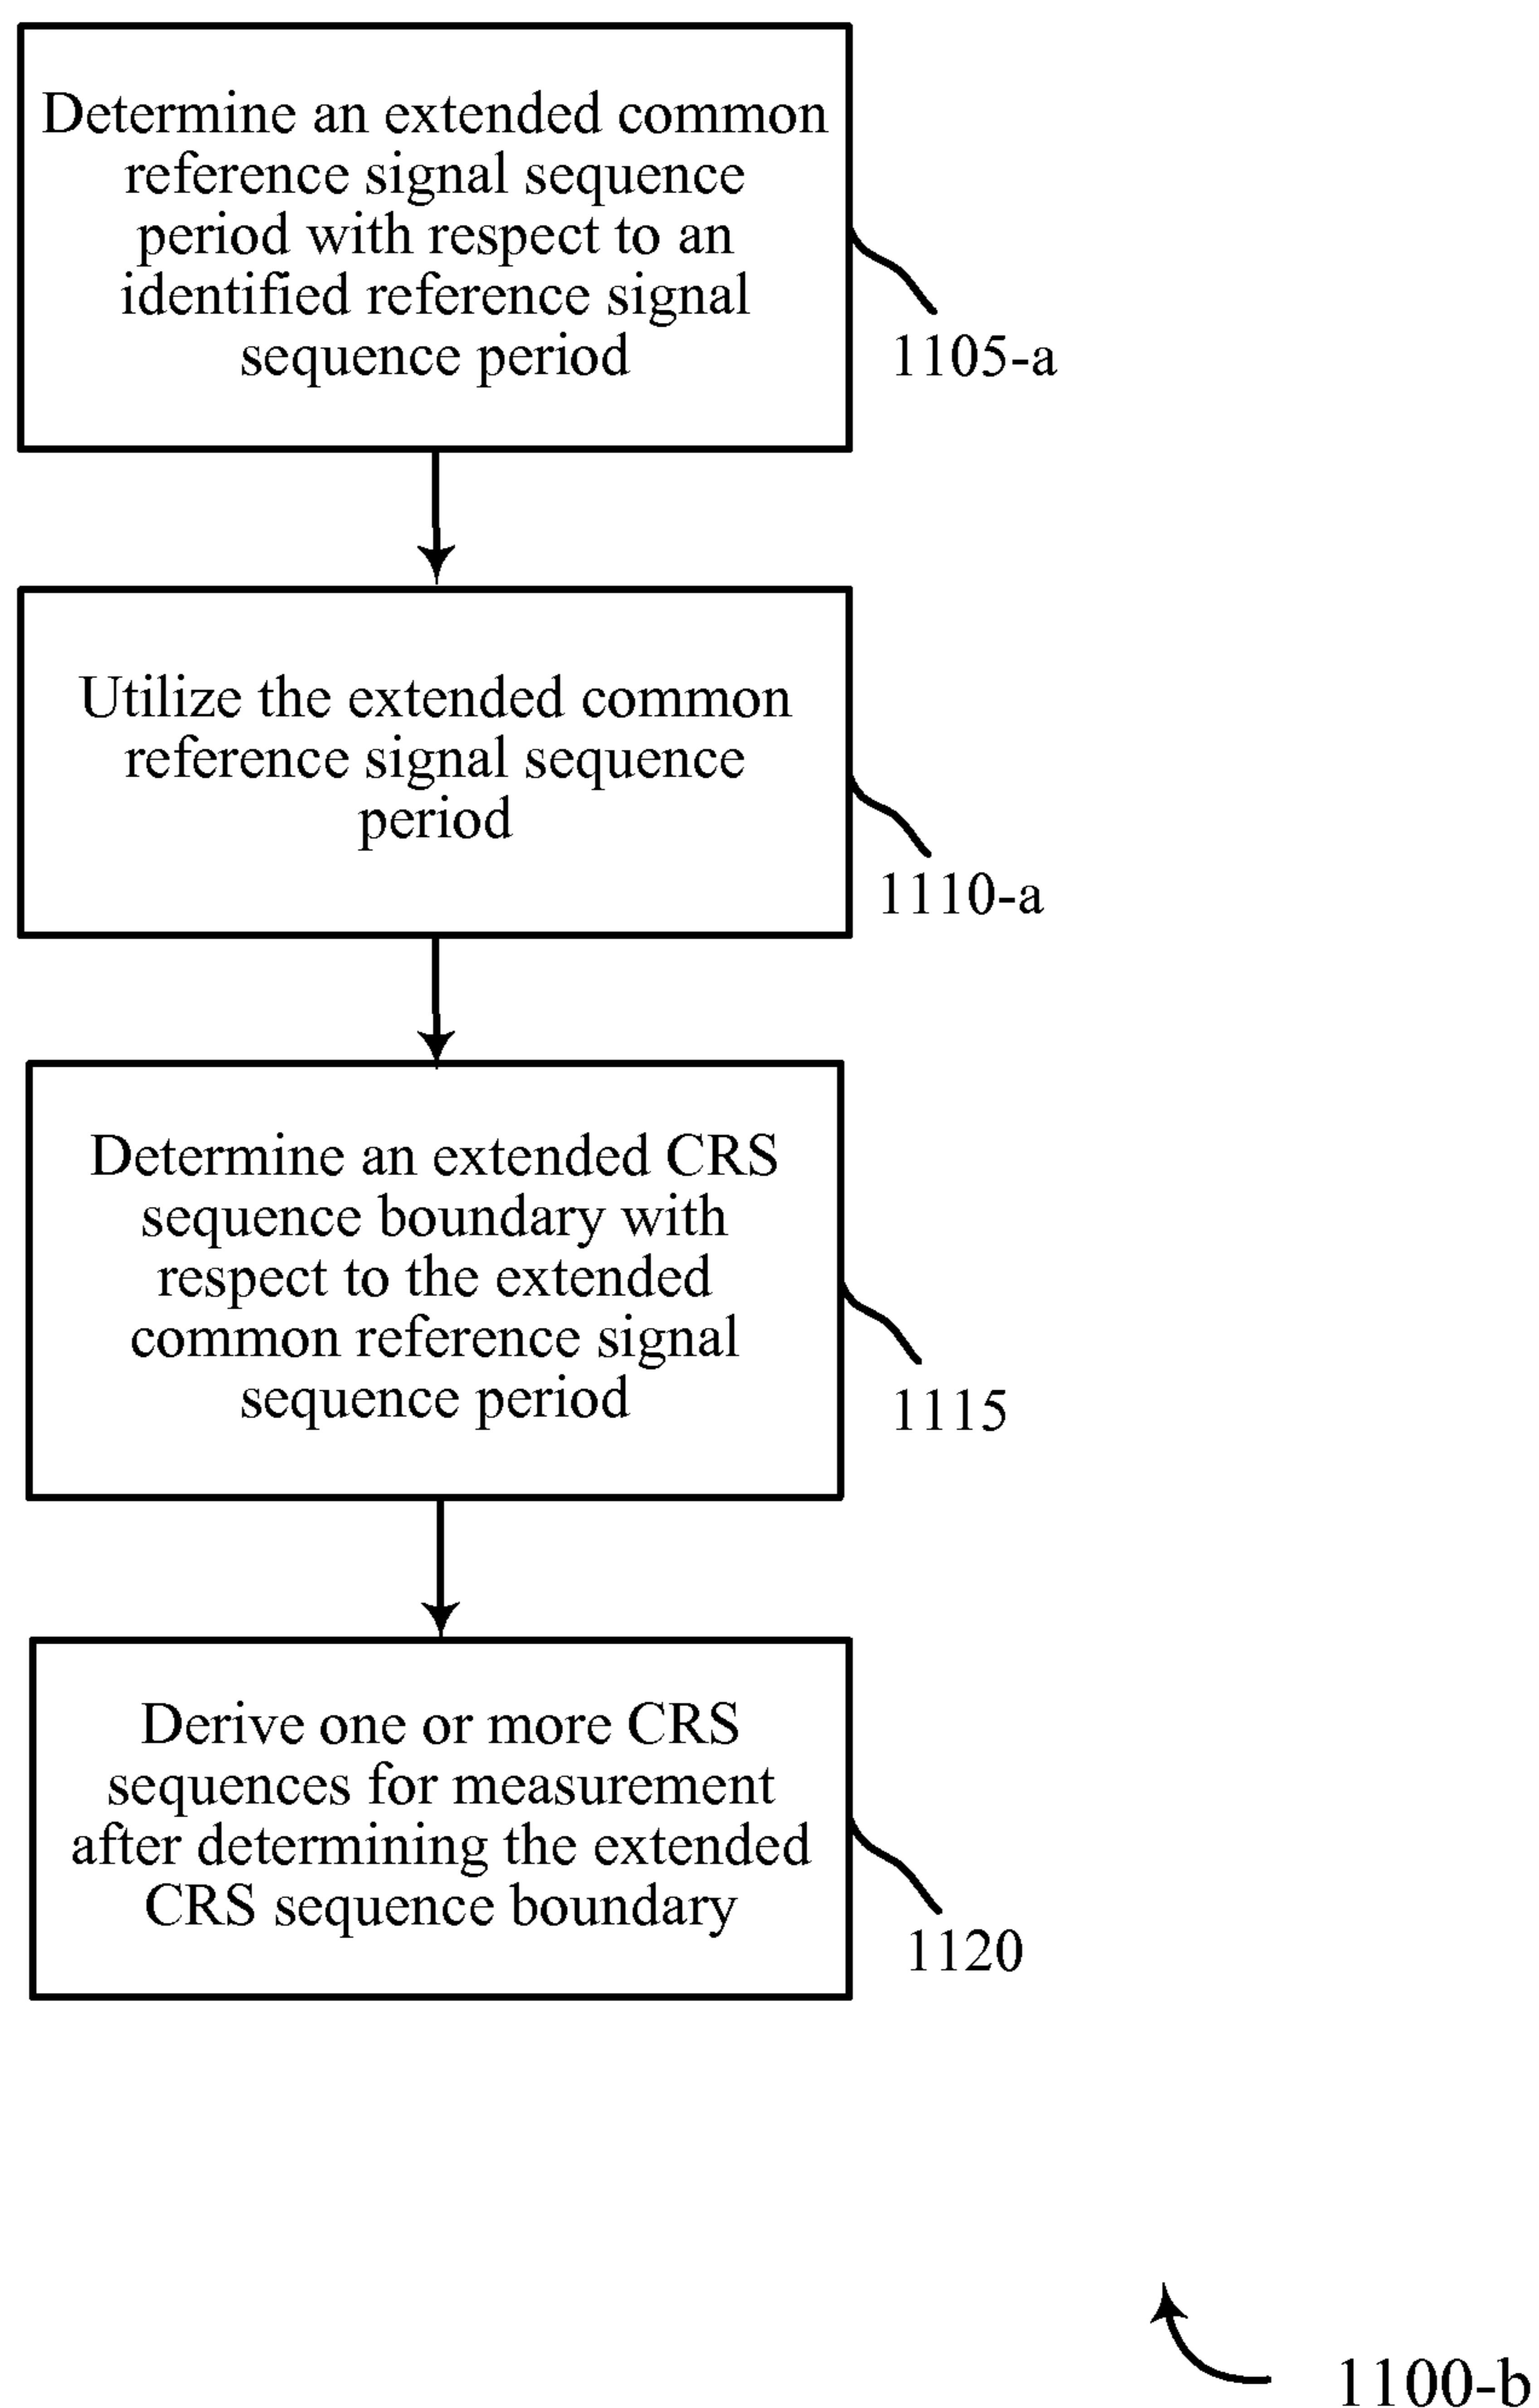 Determine an extended common
reference signal sequence
period with respect to an
identified reference signal
sequence period
1105-a
Utilize the extended common
reference signal sequence
period
1110-a
Determine an extended CRS
sequence boundary with
respect to the extended
common reference signal
sequence period
1115
Derive one or more CRS
sequences for measurement
after determining the extended
CRS sequence boundary
1120
1100-b